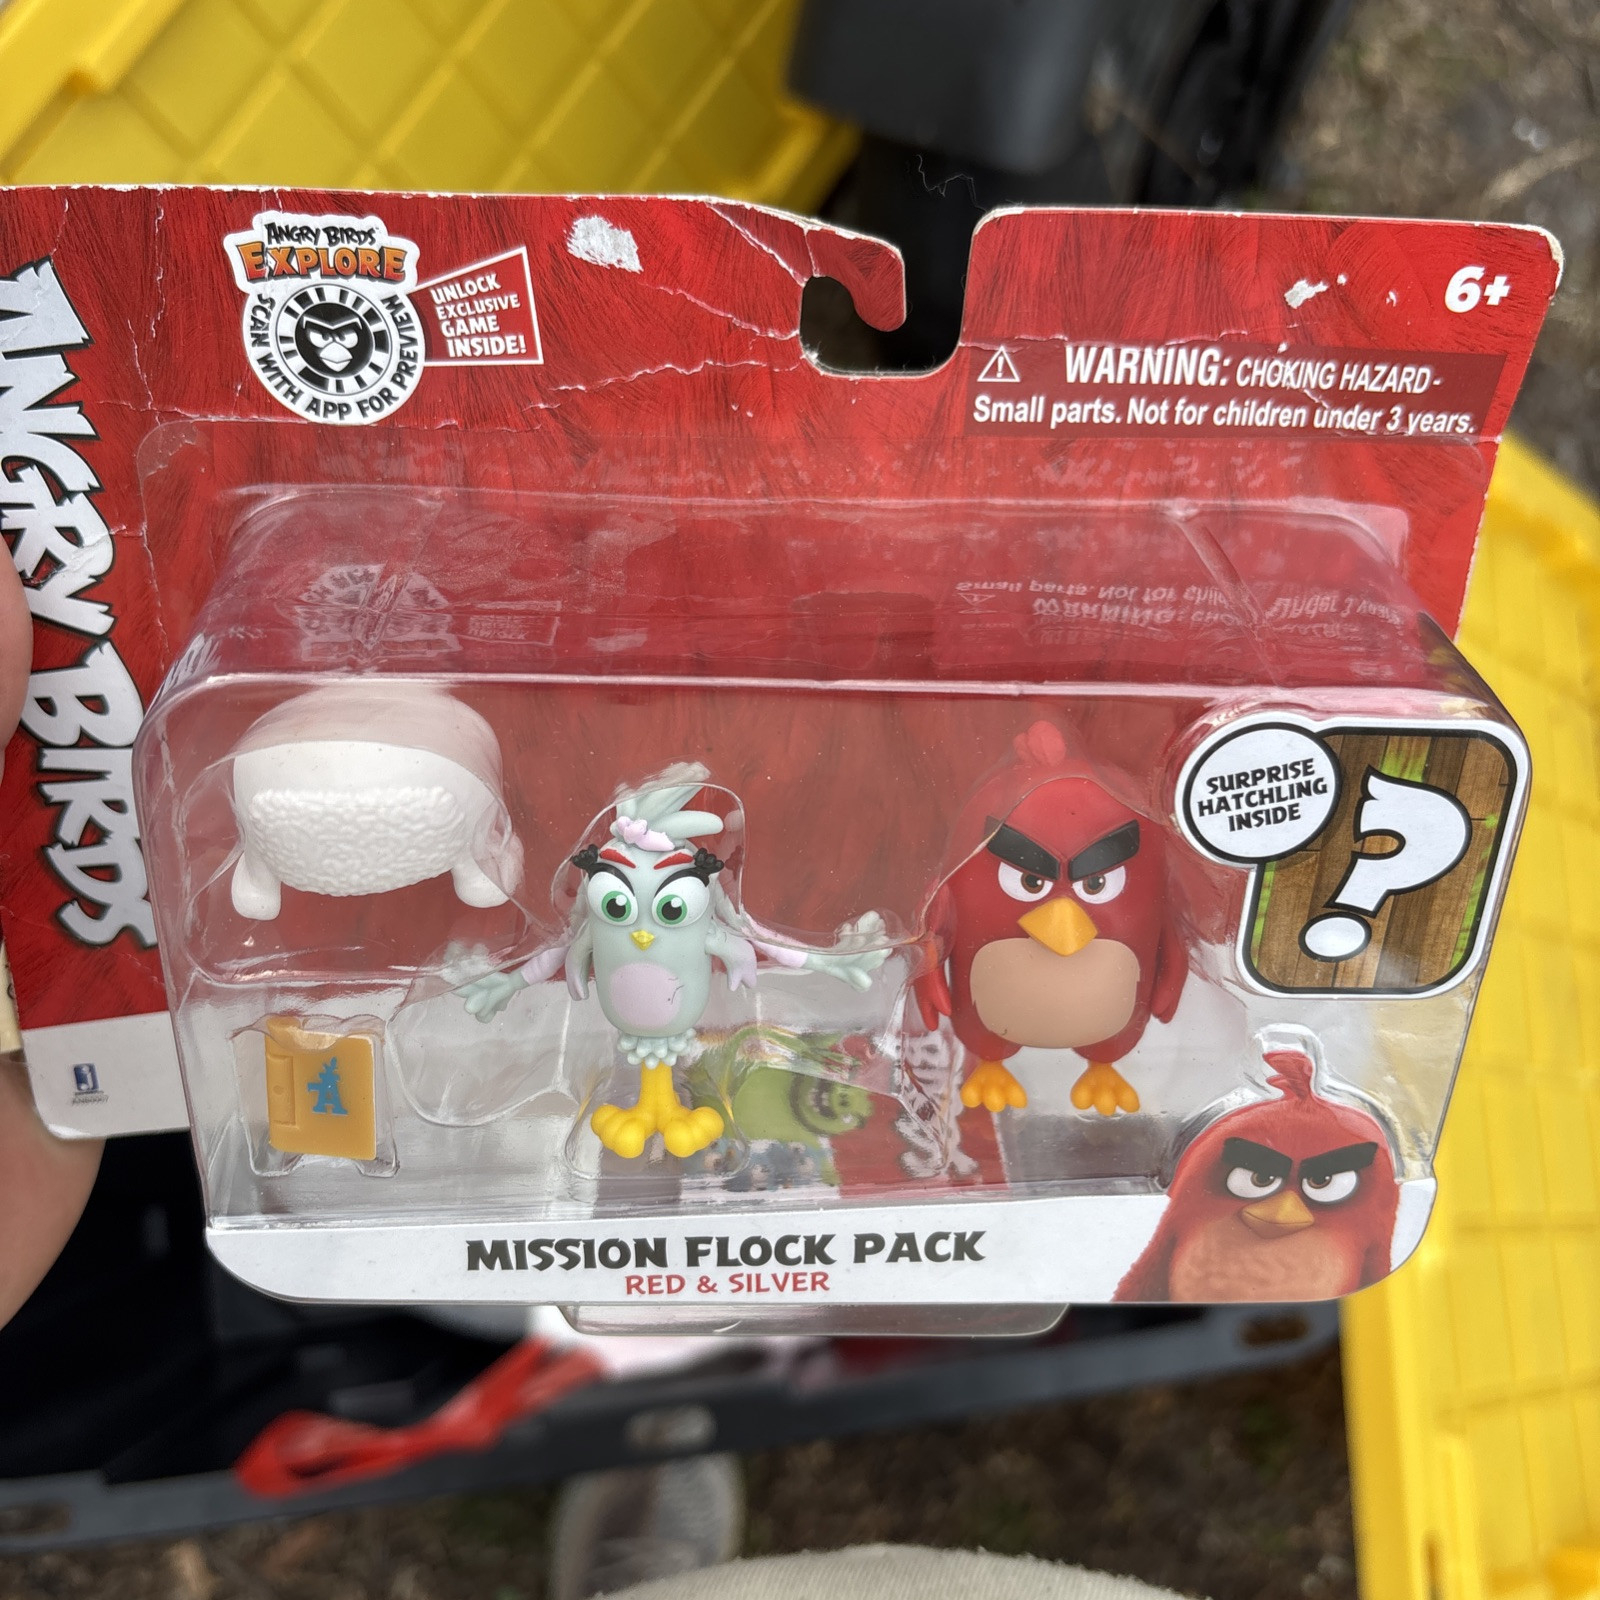 ANGRY BIRDS
ANGRY BIRDS
EXPLORE
SCAN WITH APP FOR PREVIEW
UNLOCK
EXCLUSIVE
GAME
INSIDE!
6+
WARNING: CHOKING HAZARD-
Small parts. Not for children under 3 years.
SURPRISE
HATCHLING
INSIDE
?
A
MISSION FLOCK PACK
RED & SILVER